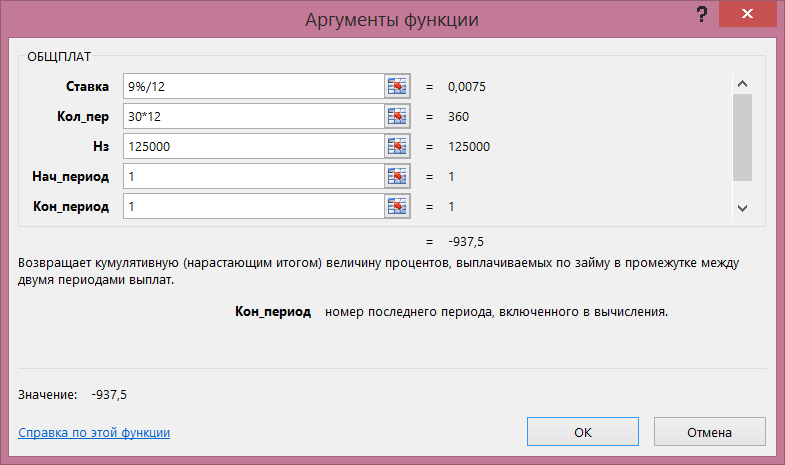 Аргументы функции
?
ОБЩПЛАТ
Ставка 9%/12 = 0,0075
Кол_пер 30*12 = 360
Нз 125000 = 125000
Нач_период 1 = 1
Кон_период 1 = 1
= -937,5
Возвращает кумулятивную (нарастающим итогом) величину процентов, выплачиваемых по займу в промежутке между
двумя периодами выплат.
Кон_период номер последнего периода, включенного в вычисления.
Значение: -937,5
Справка по этой функции
ОК
Отмена